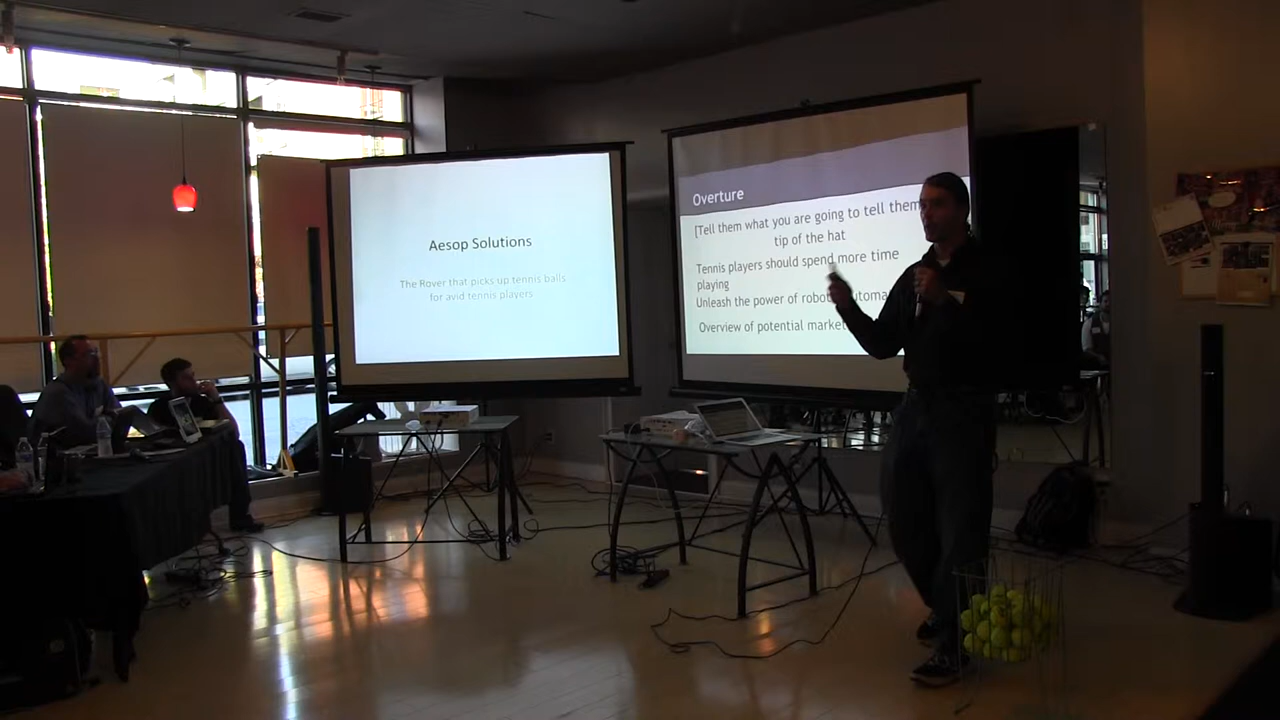 Aesop Solutions
The Rover that picks up tennis balls
for avid tennis players
Overture
[Tell them what you are going to tell them
tip of the hat
Tennis players should spend more time
playing
Unleash the power of robot automa
Overview of potential market